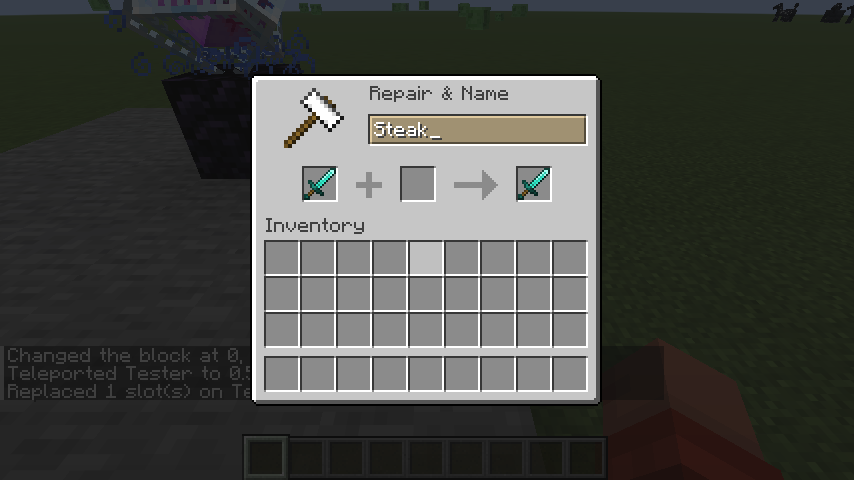 Repair & Name
Steak_
Inventory
Changed the block at 0,
Teleported Tester to 0.5
Replaced 1 slot(s) on Te